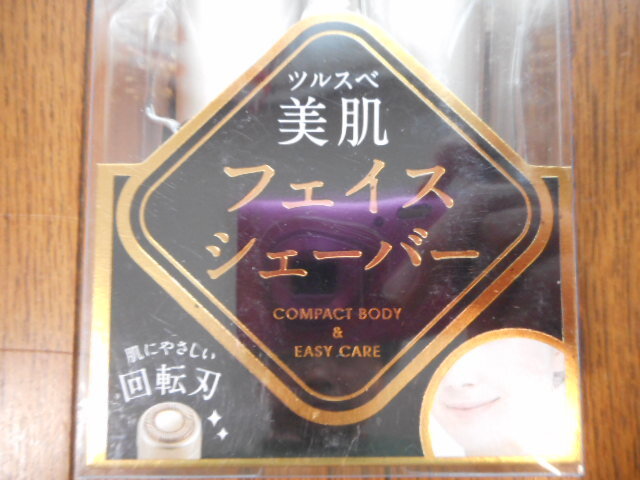 ツルスベ
美肌
フェイス
シェーバー
COMPACT BODY
&
EASY CARE
肌にやさしい
回転刃